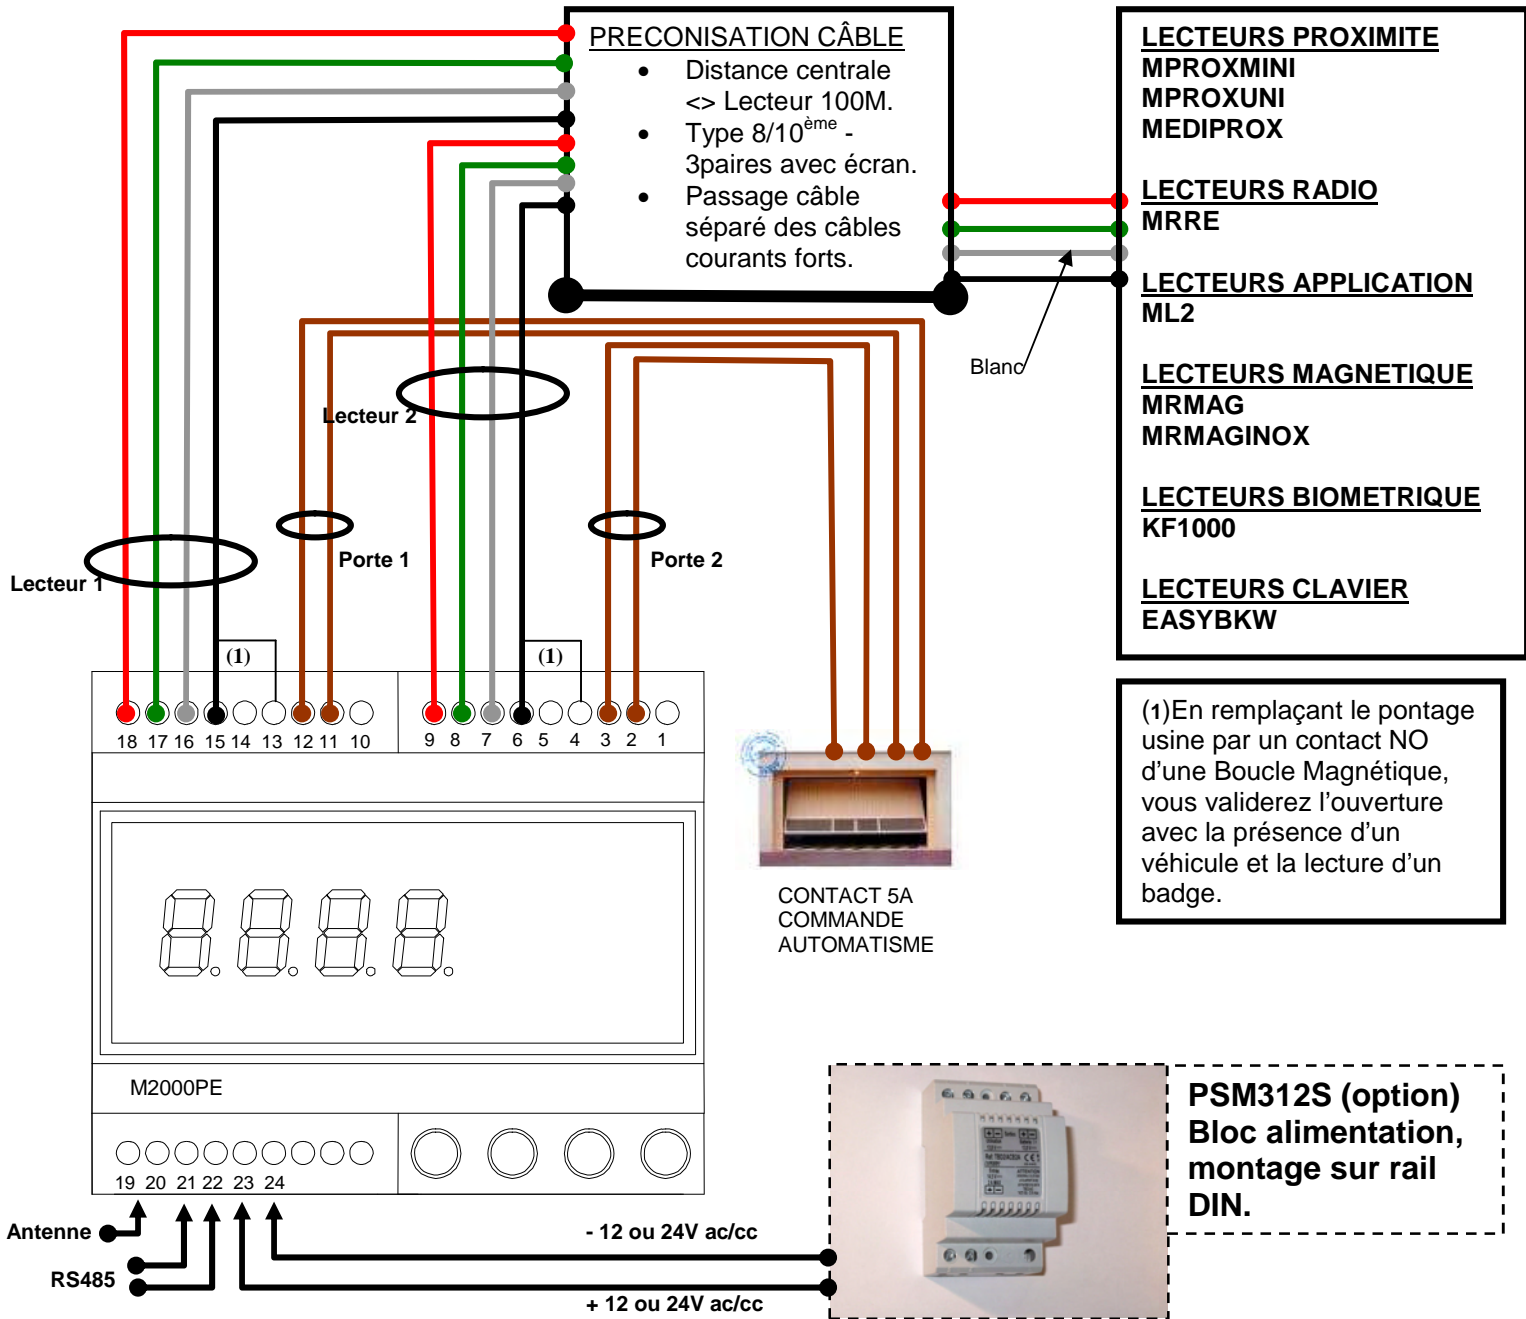 PRECONISATION CÂBLE
• Distance centrale
<> Lecteur 100M.
• Type 8/10ème -
3paires avec écran.
• Passage câble
séparé des câbles
courants forts.
LECTEURS PROXIMITE
MPROXMINI
MPROXUNI
MEDIPROX
LECTEURS RADIO
MRRE
LECTEURS APPLICATION
ML2
LECTEURS MAGNETIQUE
MRMAG
MRMAGINOX
LECTEURS BIOMETRIQUE
KF1000
LECTEURS CLAVIER
EASYBKW
Blanc
Lecteur 2
Porte 1
Porte 2
Lecteur 1
(1)
(1)
18 17 16 15 14 13 12 11 10
9 8 7 6 5 4 3 2 1
(1)En remplaçant le pontage
usine par un contact NO
d’une Boucle Magnétique,
vous validerez l’ouverture
avec la présence d’un
véhicule et la lecture d’un
badge.
CONTACT 5A
COMMANDE
AUTOMATISME
M2000PE
19 20 21 22 23 24
Antenne
RS485
- 12 ou 24V ac/cc
+ 12 ou 24V ac/cc
PSM312S (option)
Bloc alimentation,
montage sur rail
DIN.